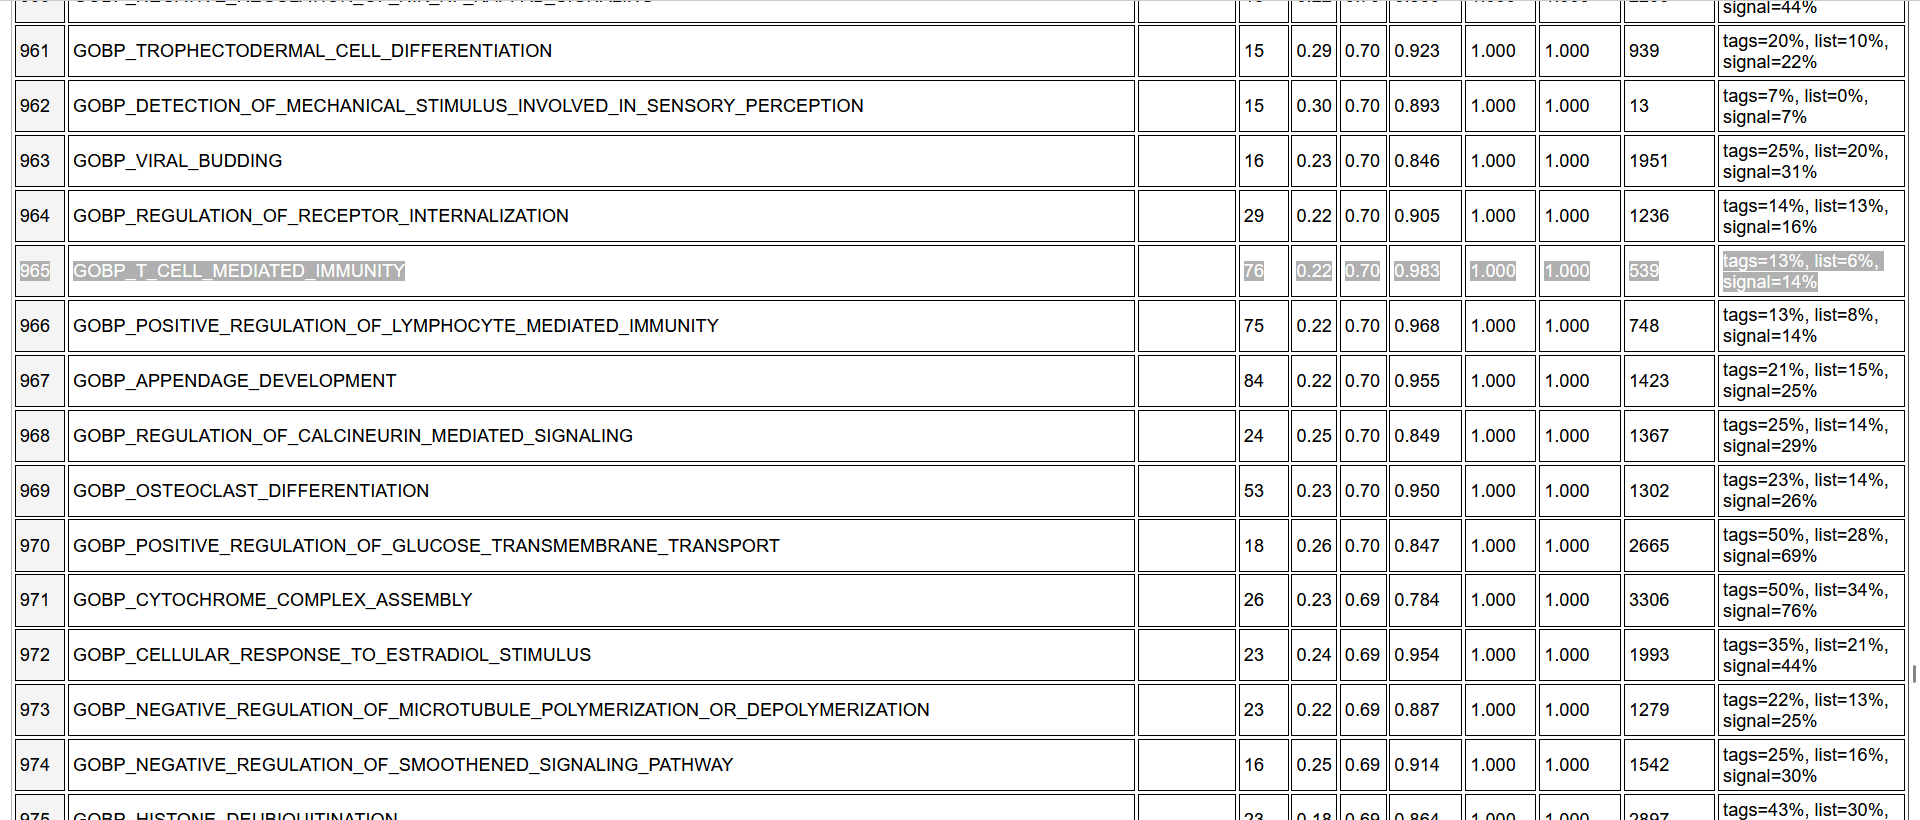 signal=44%
961 GOBP_TROPHECTODERMAL_CELL_DIFFERENTIATION 15 0.29 0.70 0.923 1.000 1.000 939 tags=20%, list=10%,
signal=22%
962 GOBP_DETECTION_OF_MECHANICAL_STIMULUS_INVOLVED_IN_SENSORY_PERCEPTION 15 0.30 0.70 0.893 1.000 1.000 13 tags=7%, list=0%,
signal=7%
963 GOBP_VIRAL_BUDDING 16 0.23 0.70 0.846 1.000 1.000 1951 tags=25%, list=20%,
signal=31%
964 GOBP_REGULATION_OF_RECEPTOR_INTERNALIZATION 29 0.22 0.70 0.905 1.000 1.000 1236 tags=14%, list=13%,
signal=16%
965 GOBP_T_CELL_MEDIATED_IMMUNITY 76 0.22 0.70 0.983 1.000 1.000 539 tags=13%, list=6%,
signal=14%
966 GOBP_POSITIVE_REGULATION_OF_LYMPHOCYTE_MEDIATED_IMMUNITY 75 0.22 0.70 0.968 1.000 1.000 748 tags=13%, list=8%,
signal=14%
967 GOBP_APPENDAGE_DEVELOPMENT 84 0.22 0.70 0.955 1.000 1.000 1423 tags=21%, list=15%,
signal=25%
968 GOBP_REGULATION_OF_CALCINEURIN_MEDIATED_SIGNALING 24 0.25 0.70 0.849 1.000 1.000 1367 tags=25%, list=14%,
signal=29%
969 GOBP_OSTEOCLAST_DIFFERENTIATION 53 0.23 0.70 0.950 1.000 1.000 1302 tags=23%, list=14%,
signal=26%
970 GOBP_POSITIVE_REGULATION_OF_GLUCOSE_TRANSMEMBRANE_TRANSPORT 18 0.26 0.70 0.847 1.000 1.000 2665 tags=50%, list=28%,
signal=69%
971 GOBP_CYTOCHROME_COMPLEX_ASSEMBLY 26 0.23 0.69 0.784 1.000 1.000 3306 tags=50%, list=34%,
signal=76%
972 GOBP_CELLULAR_RESPONSE_TO_ESTRADIOL_STIMULUS 23 0.24 0.69 0.954 1.000 1.000 1993 tags=35%, list=21%,
signal=44%
973 GOBP_NEGATIVE_REGULATION_OF_MICROTUBULE_POLYMERIZATION_OR_DEPOLYMERIZATION 23 0.22 0.69 0.887 1.000 1.000 1279 tags=22%, list=13%,
signal=25%
974 GOBP_NEGATIVE_REGULATION_OF_SMOOTHENED_SIGNALING_PATHWAY 16 0.25 0.69 0.914 1.000 1.000 1542 tags=25%, list=16%,
signal=30%
975 GOBP_HISTONE_DEUBIQUITINATION 23 0.18 0.69 0.864 1.000 1.000 2897 tags=43%, list=30%,